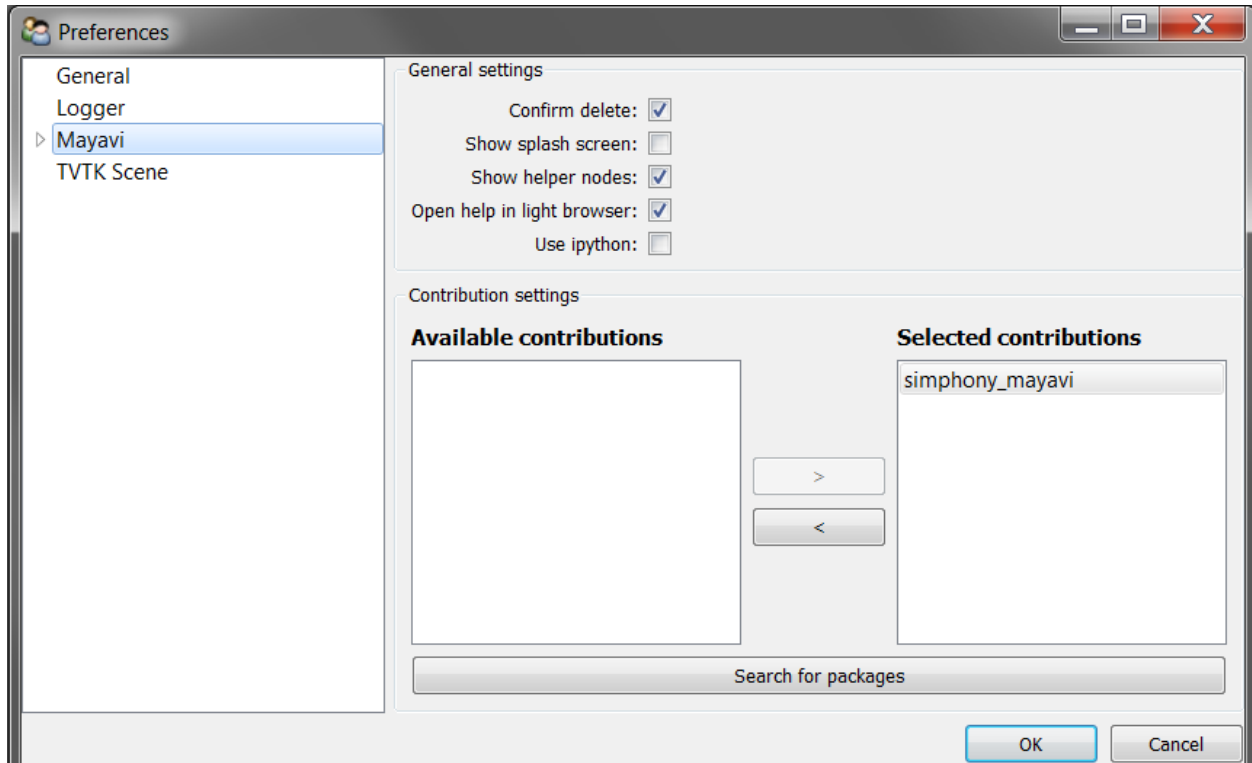 Preferences
General
Logger
Mayavi
TVTK Scene
General settings
Confirm delete:
Show splash screen:
Show helper nodes:
Open help in light browser:
Use ipython:
Contribution settings
Available contributions
Selected contributions
simphony_mayavi
>
<
Search for packages
OK
Cancel